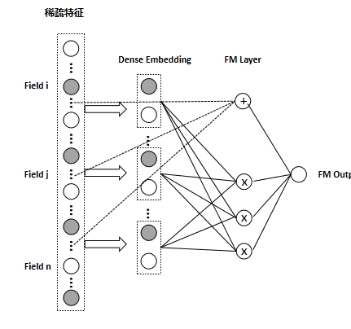 稀疏特征
Dense Embedding
FM Layer
Field i
Field j
Field n
+
X
X
X
FM Outp